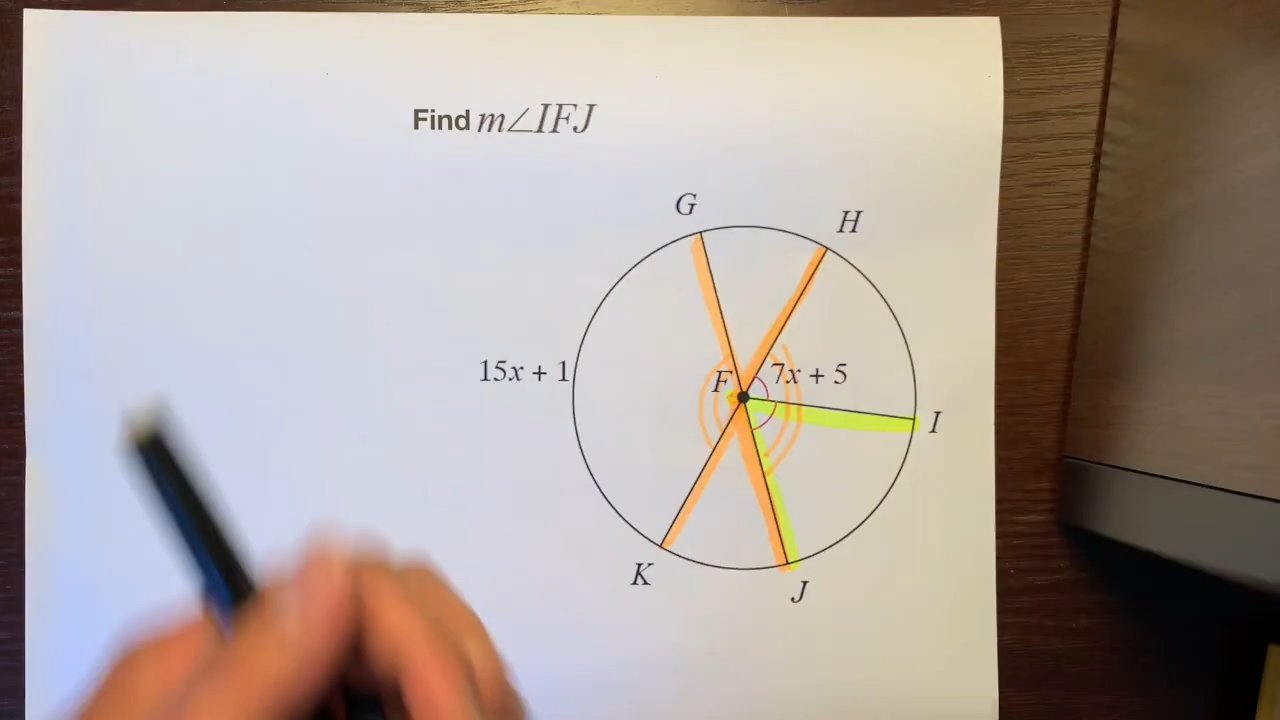 Find m∠IFJ
G
H
15x + 1
F
7x + 5
I
K
J